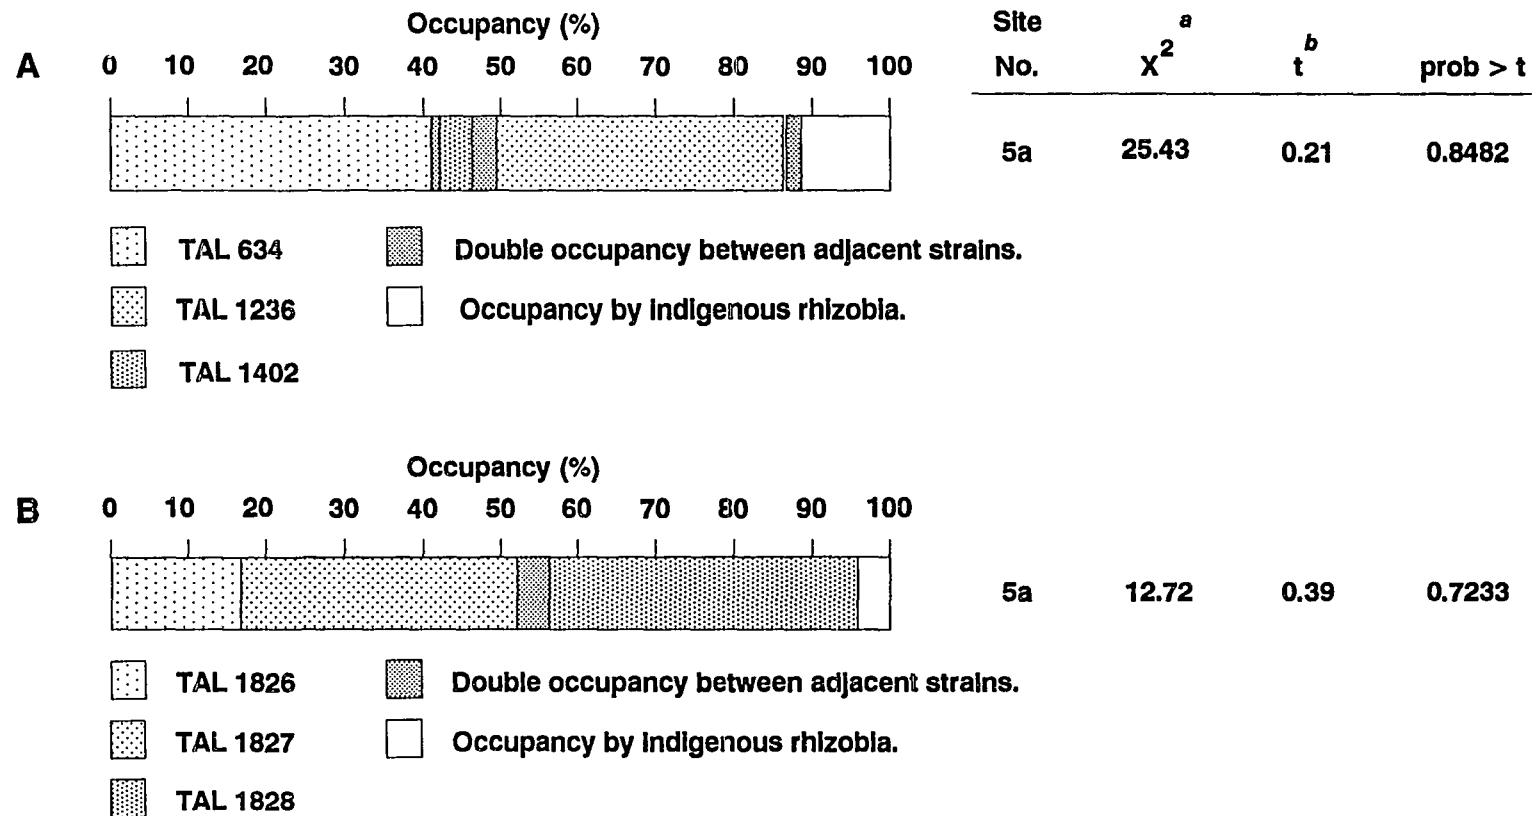 Occupancy (%)
A 0 10 20 30 40 50 60 70 80 90 100
Site No. X² ᵃ t ᵇ prob > t
5a 25.43 0.21 0.8482
TAL 634 Double occupancy between adjacent strains.
TAL 1236 Occupancy by indigenous rhizobia.
TAL 1402
Occupancy (%)
B 0 10 20 30 40 50 60 70 80 90 100
5a 12.72 0.39 0.7233
TAL 1826 Double occupancy between adjacent strains.
TAL 1827 Occupancy by indigenous rhizobia.
TAL 1828